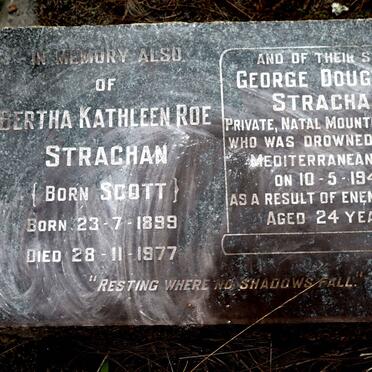 IN MEMORY ALSO
OF
BERTHA KATHLEEN ROE
STRACHAN
{BORN SCOTT}
BORN 23-7-1899
DIED 28-11-1977
AND OF THEIR S
GEORGE DOUG
STRACHA
PRIVATE, NATAL MOUNT
WHO WAS DROWNED
MEDITERRANEAN
ON 10-5-194
AS A RESULT OF ENEM
AGED 24 YEA
"RESTING WHERE NO SHADOWS FALL."